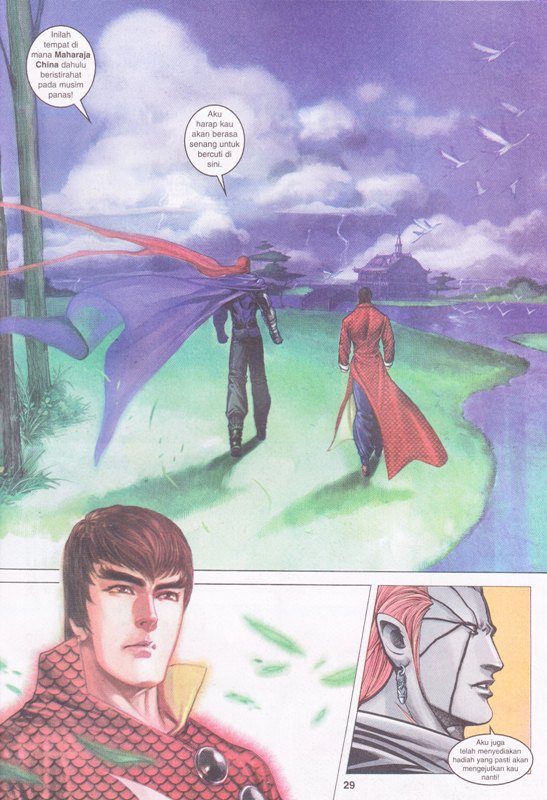 Inilah
tempat di
mana Maharaja
China dahulu
beristirahat
pada musim
panas!
Aku
harap kau
akan berasa
senang untuk
bercuti di
sini.
Aku juga
telah menyediakan
hadiah yang pasti akan
mengejutkan kau
nanti!
29